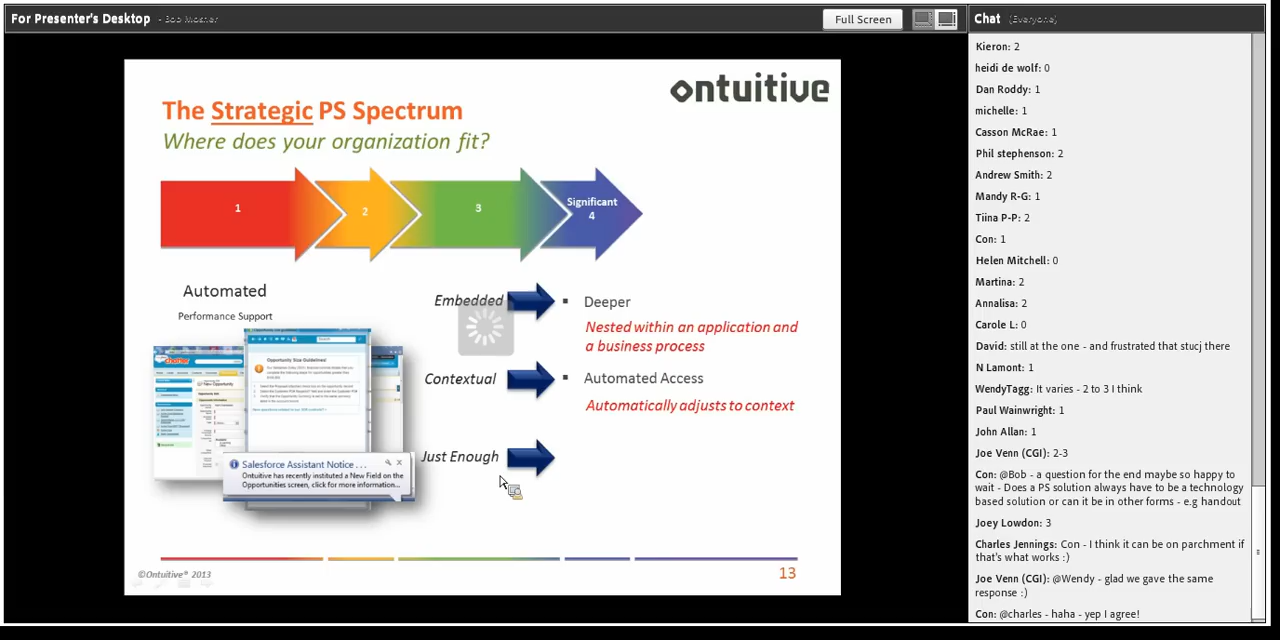 For Presenter's Desktop - Bob Mosher
Full Screen
ontuitive
The Strategic PS Spectrum
Where does your organization fit?
1
2
3
Significant
4
Automated
Performance Support
Salesforce Assistant Notice ...
Ontuitive has recently instituted a New Field on the
Opportunities screen, click for more information...
Opportunity Size Guidelines!
Embedded
Deeper
Nested within an application and
a business process
Contextual
Automated Access
Automatically adjusts to context
Just Enough
©Ontuitive® 2013
13
Chat (Everyone)
Kieron: 2
heidi de wolf: 0
Dan Roddy: 1
michelle: 1
Casson McRae: 1
Phil stephenson: 2
Andrew Smith: 2
Mandy R-G: 1
Tiina P-P: 2
Con: 1
Helen Mitchell: 0
Martina: 2
Annalisa: 2
Carole L: 0
David: still at the one - and frustrated that stucj there
N Lamont: 1
WendyTagg: It varies - 2 to 3 I think
Paul Wainwright: 1
John Allan: 1
Joe Venn (CGI): 2-3
Con: @Bob - a question for the end maybe so happy to
wait - Does a PS solution always have to be a technology
based solution or can it be in other forms - e.g handout
Joey Lowdon: 3
Charles Jennings: Con - I think it can be on parchment if
that's what works :)
Joe Venn (CGI): @Wendy - glad we gave the same
response :)
Con: @charles - haha - yep I agree!